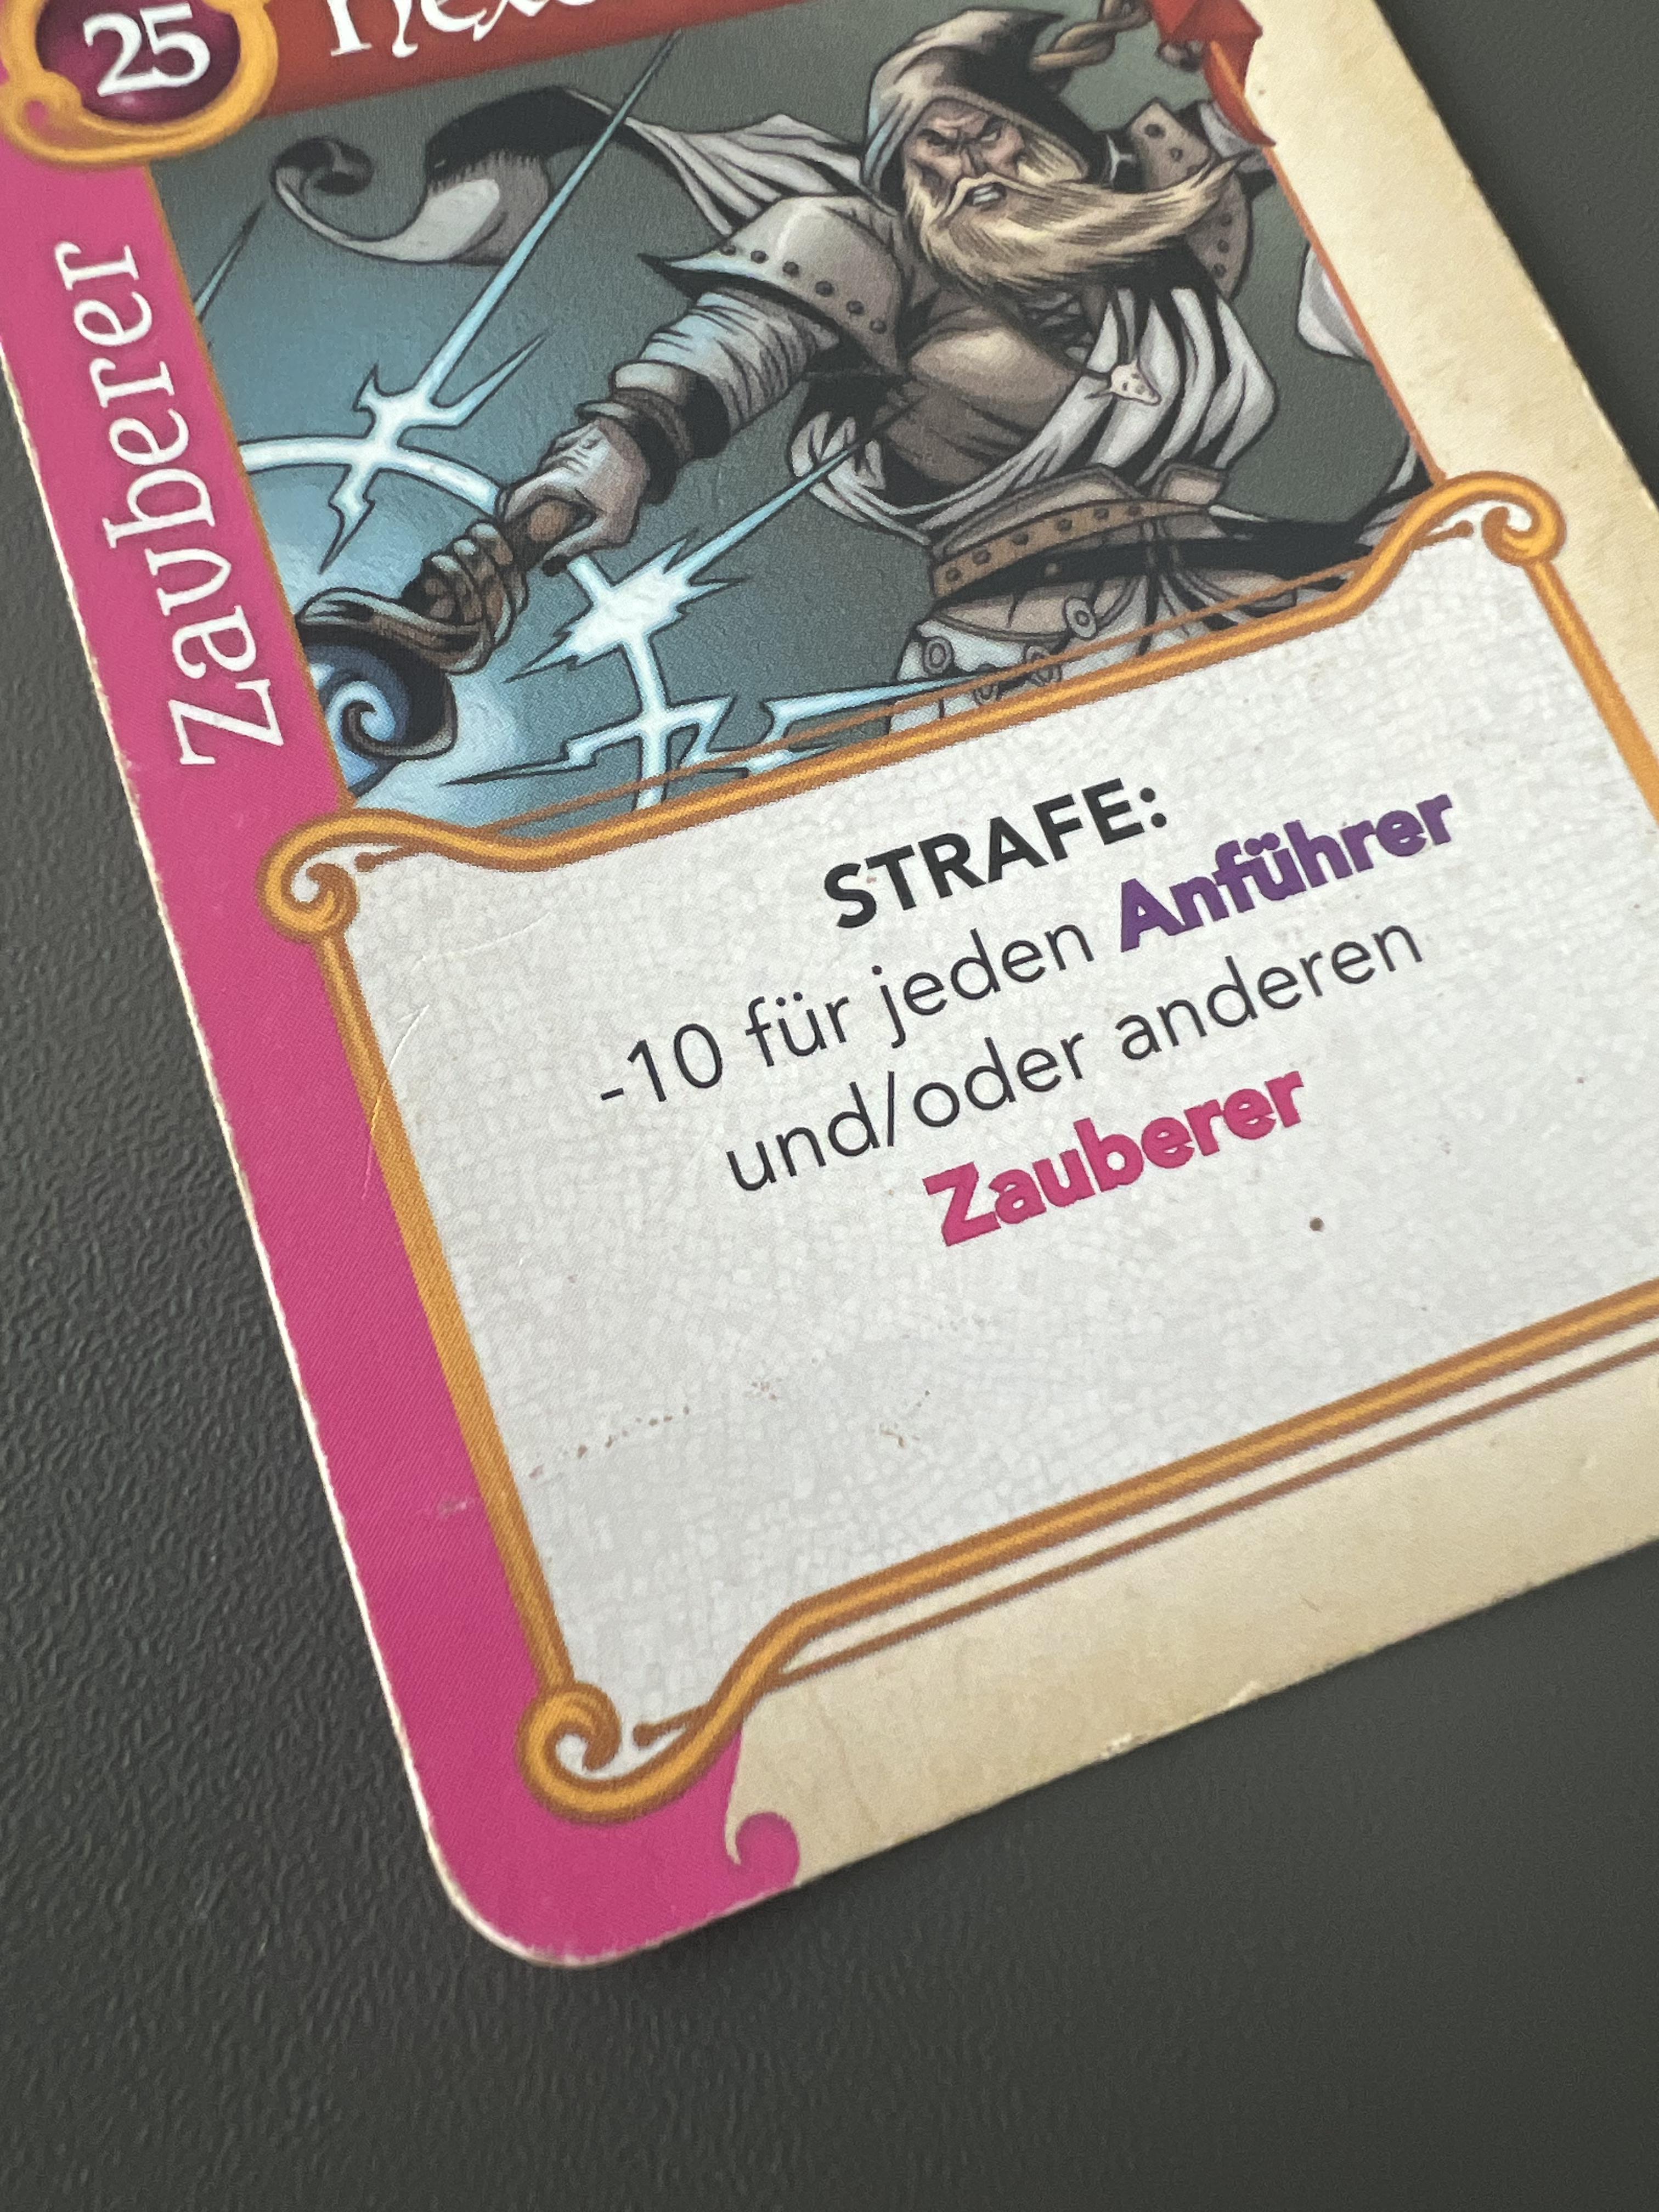 25
Zauberer
STRAFE:
-10 für jeden Anführer
und/oder anderen
Zauberer